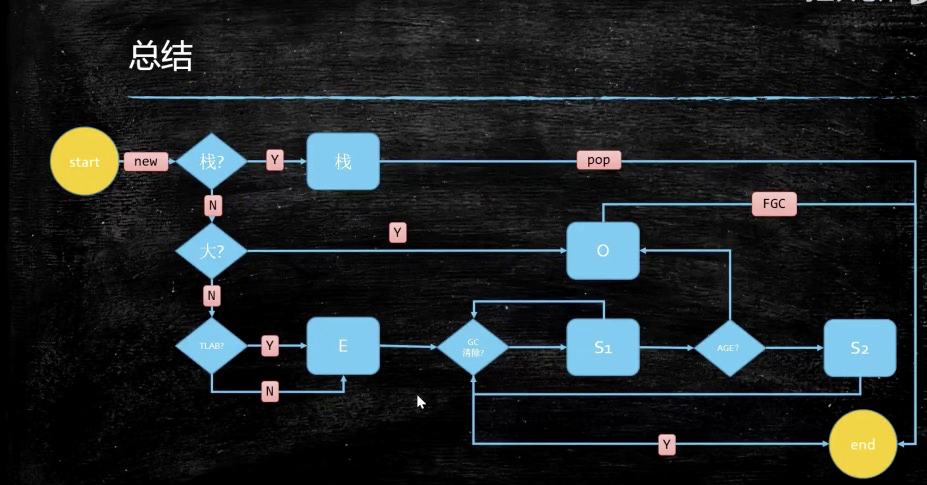 总结
start
new
栈?
Y
栈
pop
N
FGC
大?
Y
O
N
TLAB?
Y
E
GC
清除?
S1
AGE?
S2
N
Y
end